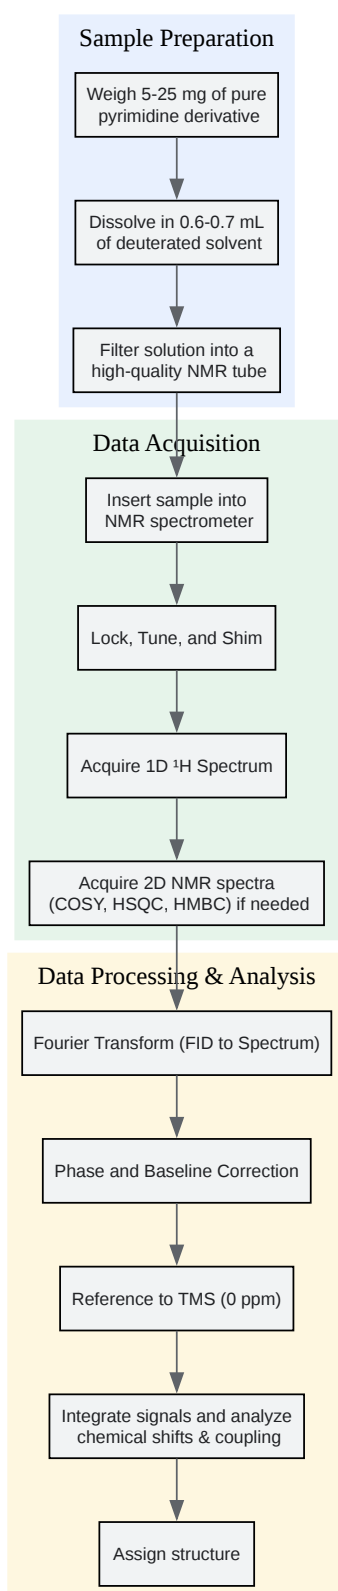 Sample Preparation
Weigh 5-25 mg of pure
pyrimidine derivative
Dissolve in 0.6-0.7 mL
of deuterated solvent
Filter solution into a
high-quality NMR tube
Data Acquisition
Insert sample into
NMR spectrometer
Lock, Tune, and Shim
Acquire 1D ¹H Spectrum
Acquire 2D NMR spectra
(COSY, HSQC, HMBC) if needed
Data Processing & Analysis
Fourier Transform (FID to Spectrum)
Phase and Baseline Correction
Reference to TMS (0 ppm)
Integrate signals and analyze
chemical shifts & coupling
Assign structure